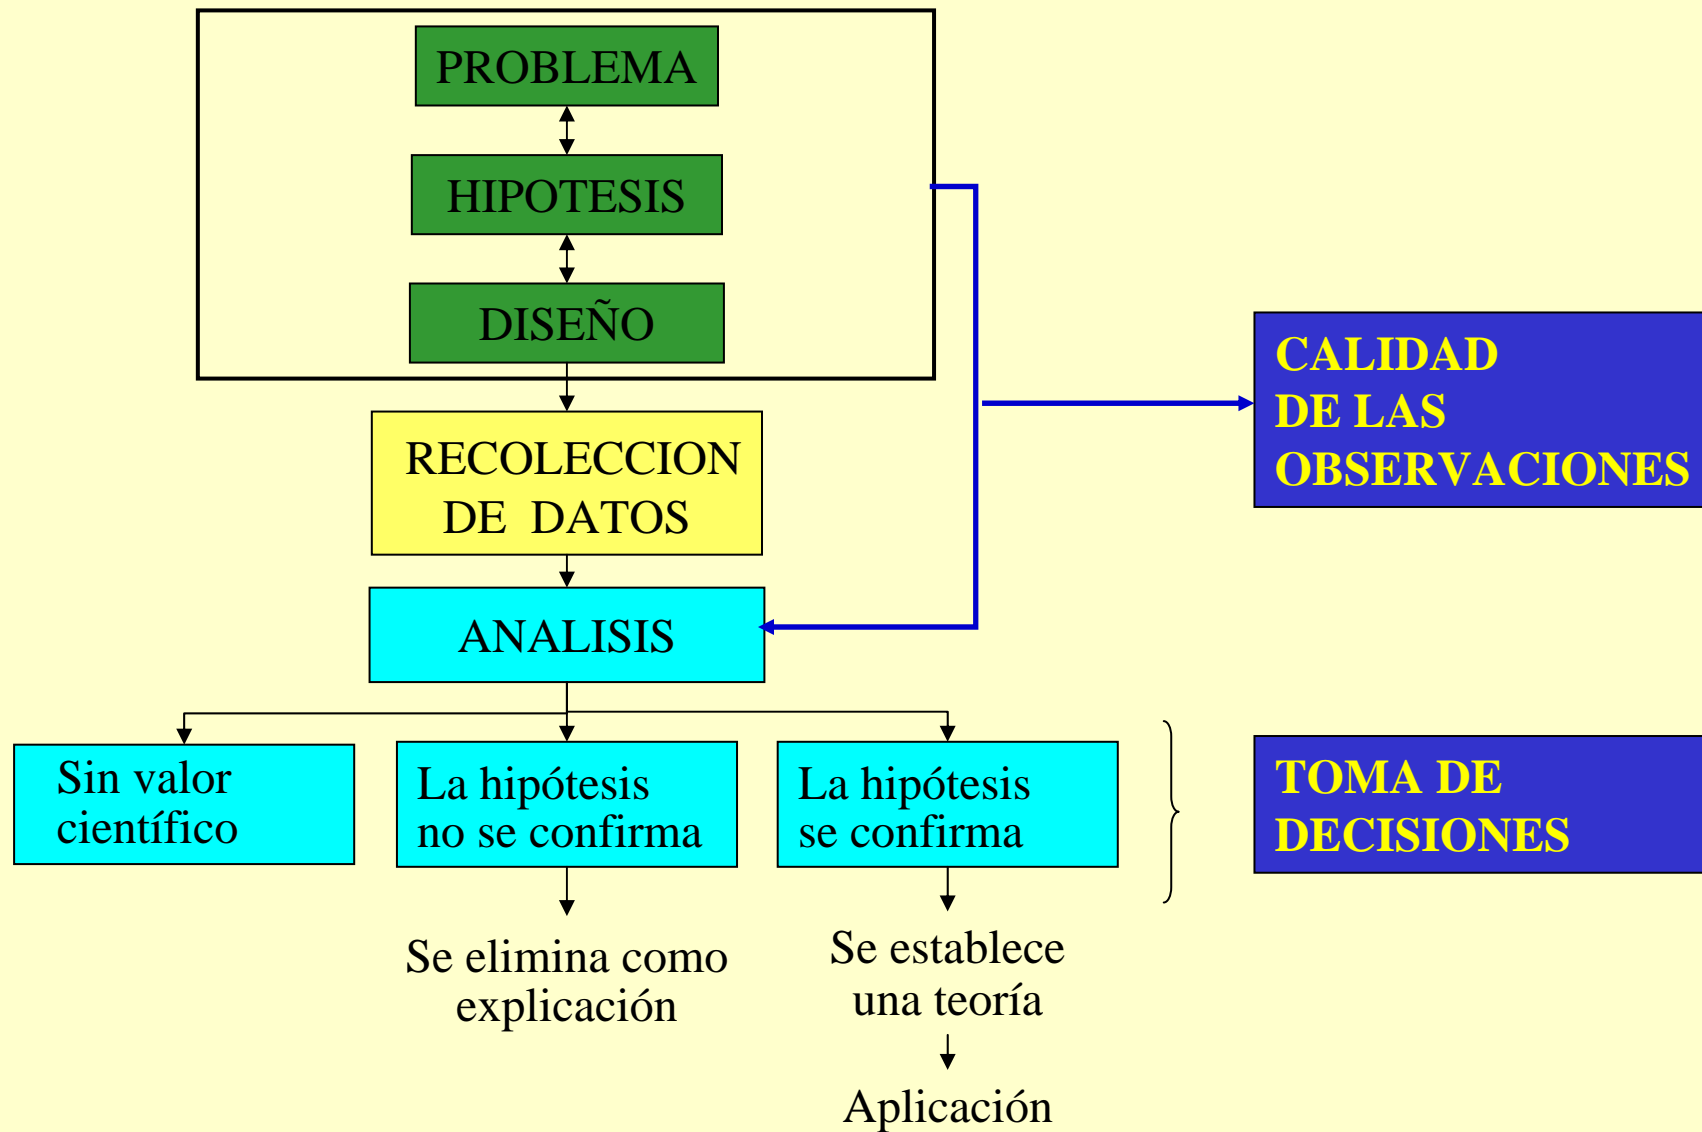 PROBLEMA
HIPOTESIS
DISEÑO
RECOLECCION
DE DATOS
ANALISIS
CALIDAD
DE LAS
OBSERVACIONES
Sin valor
científico
La hipótesis
no se confirma
La hipótesis
se confirma
TOMA DE
DECISIONES
Se elimina como
explicación
Se establece
una teoría
Aplicación